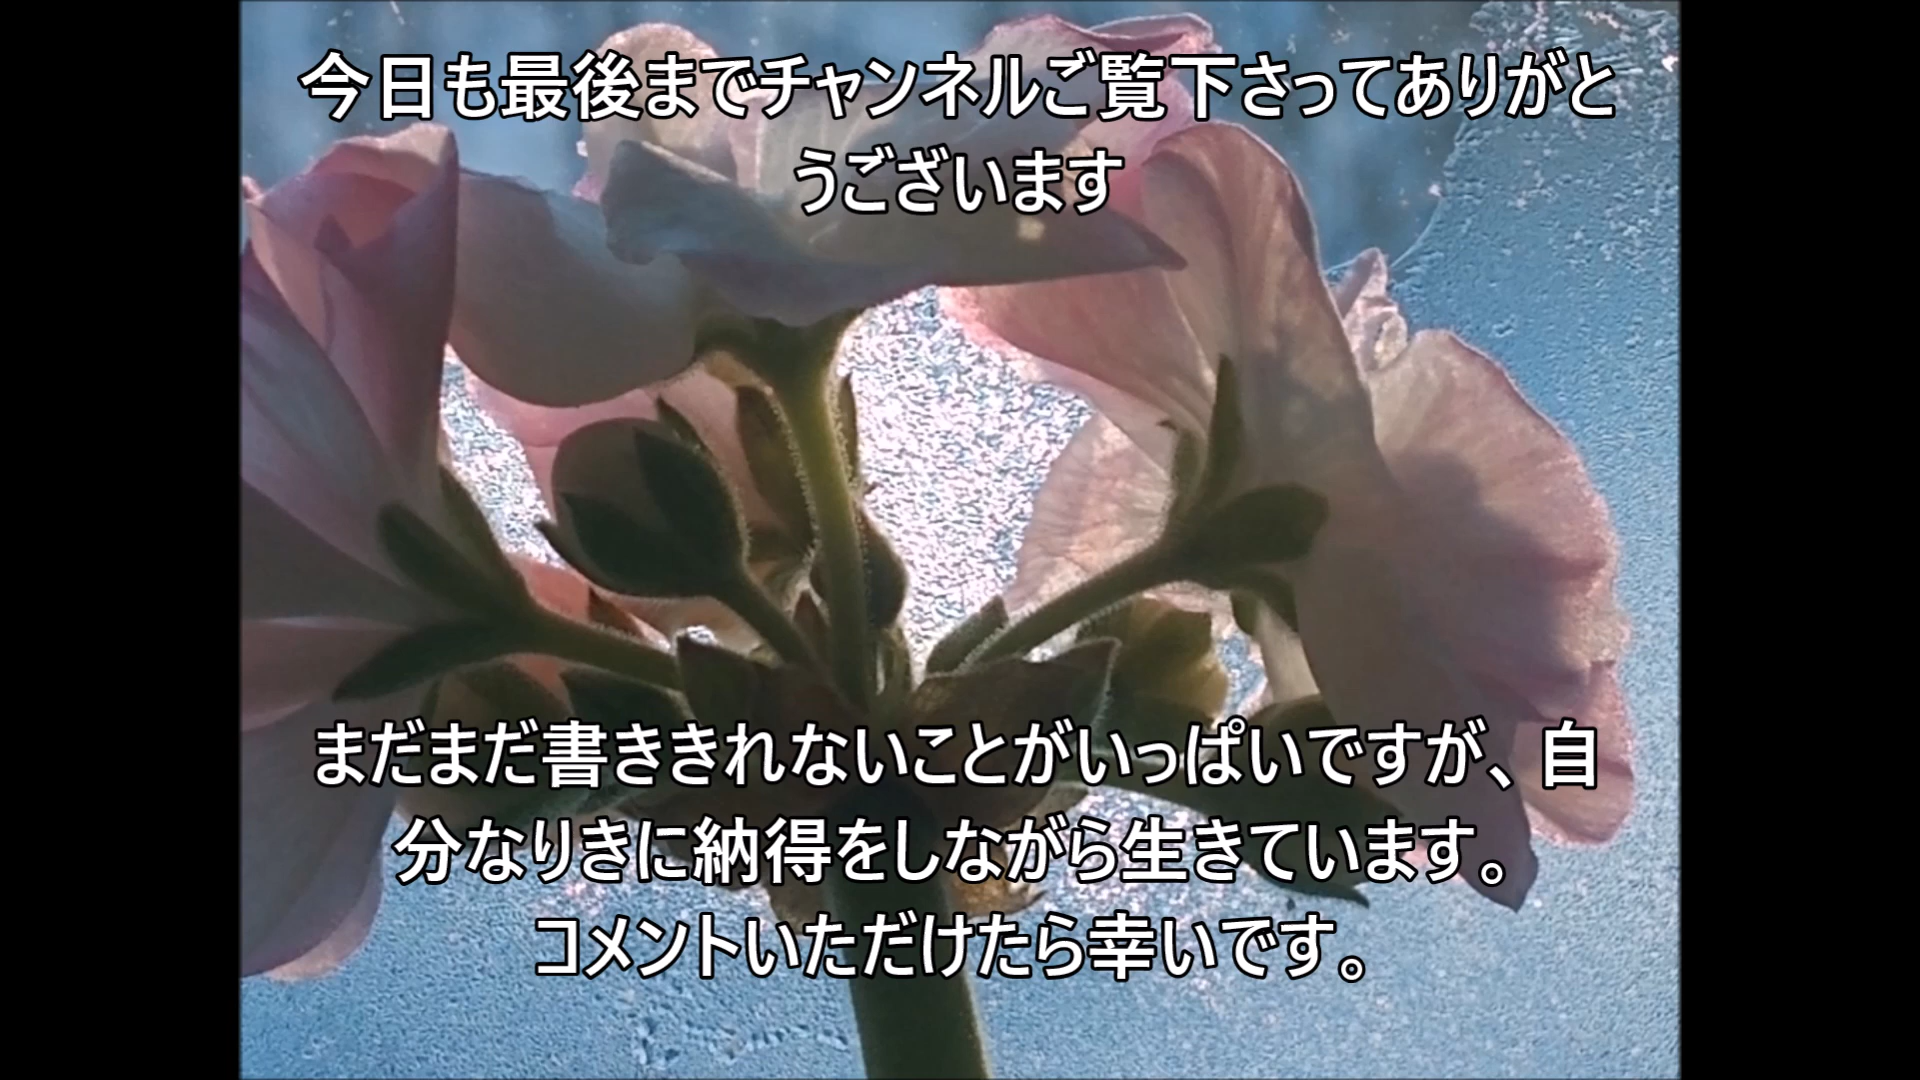 今日も最後までチャンネルご覧下さってありがと
うございます
まだまだ書ききれないことがいっぱいですが、自
分なりきに納得をしながら生きています。
コメントいただけたら幸いです。